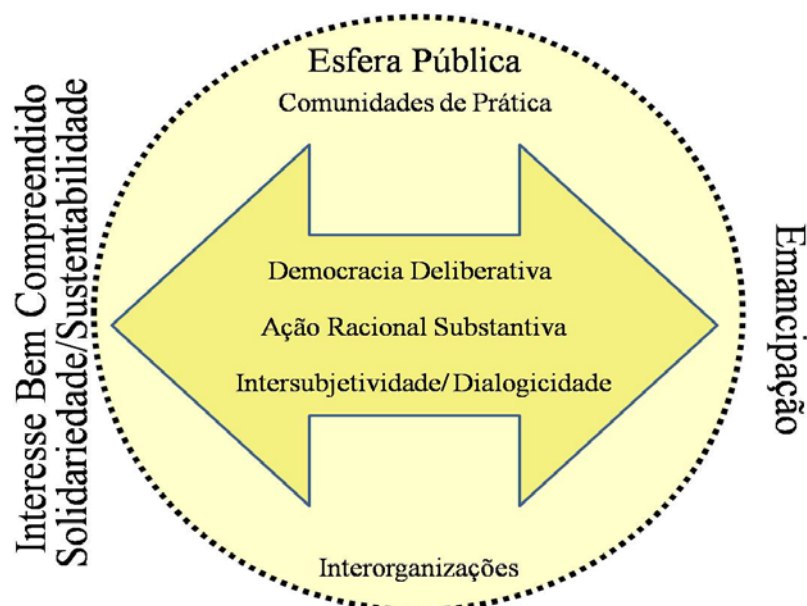 Esfera Pública
Comunidades de Prática
Interesse Bem Compreendido
Solidariedade/Sustentabilidade
Democracia Deliberativa
Ação Racional Substantiva
Intersubjetividade/ Dialogicidade
Emancipação
Interorganizações